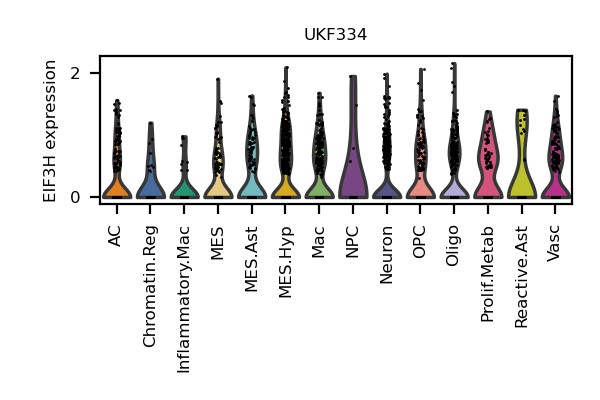 UKF334
EIF3H expression
2
0
AC
Chromatin.Reg
Inflammatory.Mac
MES
MES.Ast
MES.Hyp
Mac
NPC
Neuron
OPC
Oligo
Prolif.Metab
Reactive.Ast
Vasc